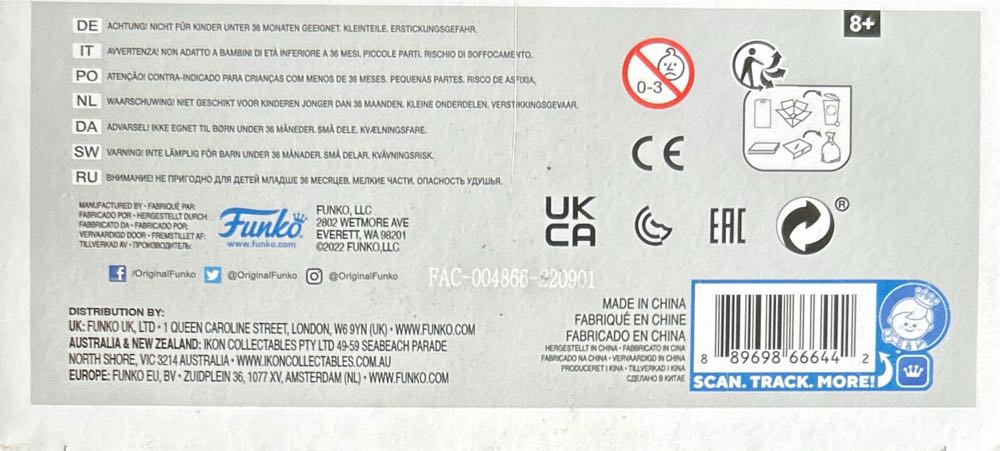 DE ACHTUNG! NICHT FÜR KINDER UNTER 36 MONATEN GEEIGNET. KLEINTEILE. ERSTICKUNGSGEFAHR.
IT AVVERTENZA! NON ADATTO A BAMBINI DI ETÀ INFERIORE A 36 MESI. PICCOLE PARTI. RISCHIO DI SOFFOCAMENTO.
PO ATENÇÃO! CONTRA-INDICADO PARA CRIANÇAS COM MENOS DE 36 MESES. PEQUENAS PARTES. RISCO DE ASFIXIA.
NL WAARSCHUWING! NIET GESCHIKT VOOR KINDEREN JONGER DAN 36 MAANDEN. KLEINE ONDERDELEN. VERSTIKKINGSGEVAAR.
DA ADVARSEL! IKKE EGNET TIL BØRN UNDER 36 MÅNEDER. SMÅ DELE. KVÆLNINGSFARE.
SW VARNING! INTE LÄMPLIG FÖR BARN UNDER 36 MÅNADER. SMÅ DELAR. KVÄVNINGSRISK.
RU ВНИМАНИЕ! НЕ ПРИГОДНО ДЛЯ ДЕТЕЙ МЛАДШЕ 36 МЕСЯЦЕВ. МЕЛКИЕ ЧАСТИ. ОПАСНОСТЬ УДУШЬЯ.
8+
0-3
CE
UK
CA
EAC
®
MANUFACTURED BY • FABRIQUÉ PAR:
FABRICADO POR • HERGESTELLT DURCH:
FABBRICATO DA • FABRICADO POR:
VERVAARDIGD DOOR • FREMSTILLET AF:
TILLVERKAD AV • ПРОИЗВОДИТЕЛЬ:
Funko
www.funko.com
FUNKO, LLC
2802 WETMORE AVE
EVERETT, WA 98201
©2022 FUNKO,LLC
/OriginalFunko @OriginalFunko @OriginalFunko
FAC-004866-220901
DISTRIBUTION BY:
UK: FUNKO UK, LTD • 1 QUEEN CAROLINE STREET, LONDON, W6 9YN (UK) • WWW.FUNKO.COM
AUSTRALIA & NEW ZEALAND: IKON COLLECTABLES PTY LTD 49-59 SEABEACH PARADE
NORTH SHORE, VIC 3214 AUSTRALIA • WWW.IKONCOLLECTABLES.COM.AU
EUROPE: FUNKO EU, BV • ZUIDPLEIN 36, 1077 XV, AMSTERDAM (NL) • WWW.FUNKO.COM
MADE IN CHINA
FABRIQUÉ EN CHINE
FABRICADO EN CHINA
HERGESTELLT IN CHINA • FABBRICATO IN CINA
FABRICADO NA CHINA • VERVAARDIGD IN CHINA
PRODUCERET I KINA • TILLVERKAD I KINA
СДЕЛАНО В КИТАЕ
8 89698 66644 2
SCAN. TRACK. MORE!